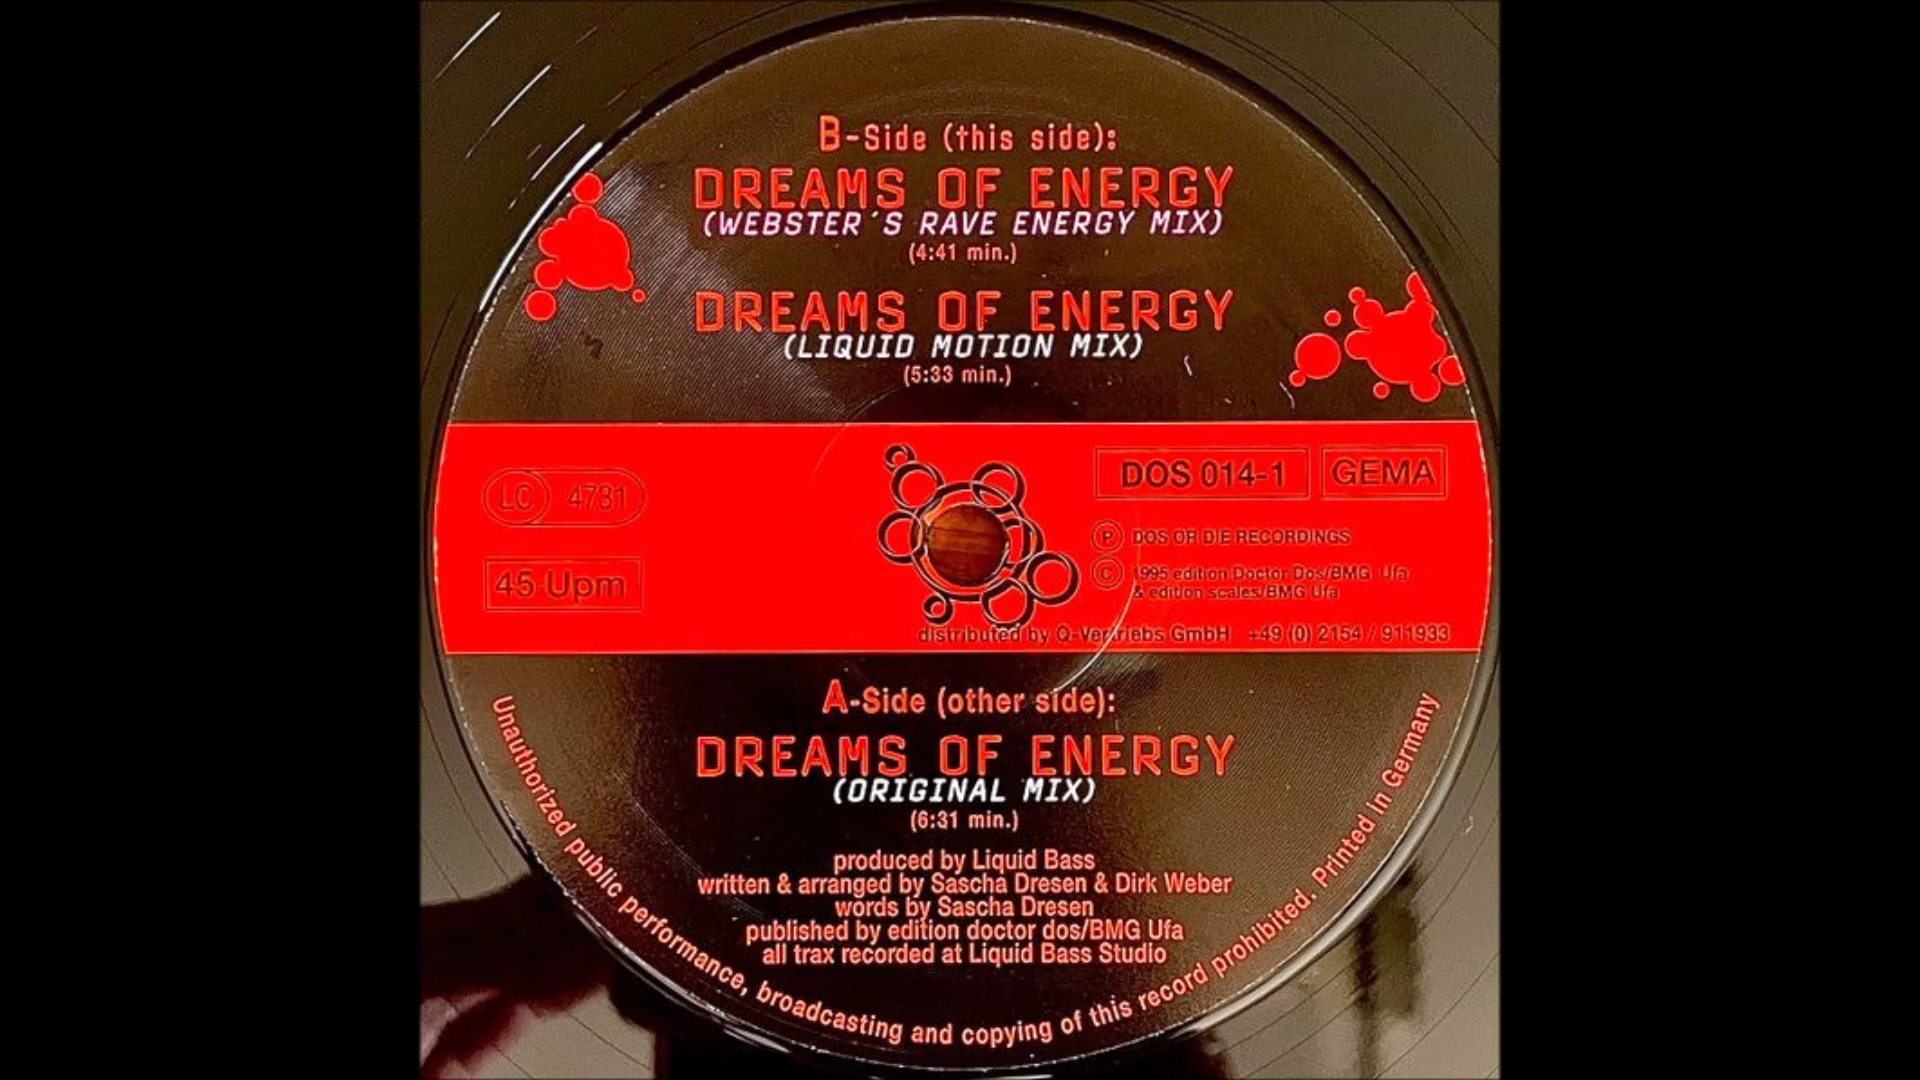 B-Side (this side):
DREAMS OF ENERGY
(WEBSTER´S RAVE ENERGY MIX)
(4:41 min.)
DREAMS OF ENERGY
(LIQUID MOTION MIX)
(5:33 min.)
LC 4731
45 Upm
DOS 014-1 GEMA
P DOS OR DIE RECORDINGS
C 1995 edition Doctor Dos/BMG Ufa
& edition scales/BMG Ufa
distributed by Q-Vertriebs GmbH +49 (0) 2154 / 911933
A-Side (other side):
DREAMS OF ENERGY
(ORIGINAL MIX)
(6:31 min.)
produced by Liquid Bass
written & arranged by Sascha Dresen & Dirk Weber
words by Sascha Dresen
published by edition doctor dos/BMG Ufa
all trax recorded at Liquid Bass Studio
Unauthorized public performance, broadcasting and copying of this record prohibited. Printed in Germany